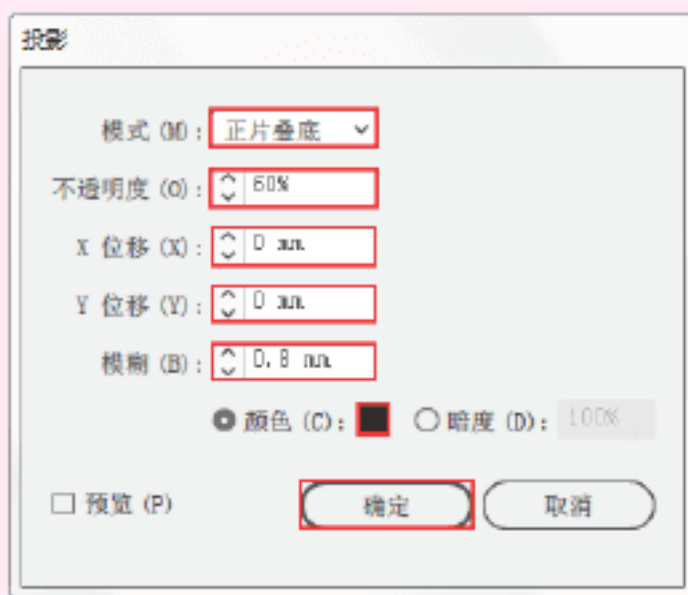 投影
模式 (M)： 正片叠底
不透明度 (O)： 60%
X 位移 (X)： 0 mm
Y 位移 (Y)： 0 mm
模糊 (B)： 0.8 mm
颜色 (C)： 暗度 (D)： 100%
预览 (P) 确定 取消